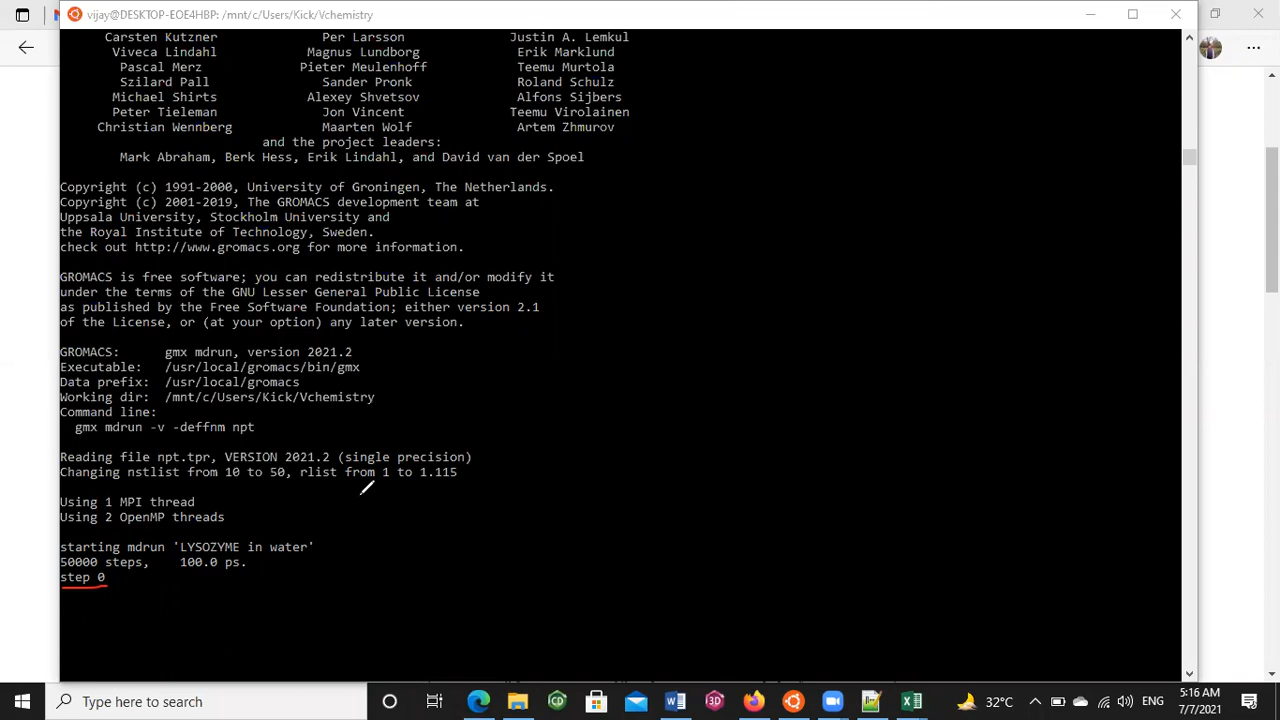 vijay@DESKTOP-EOE4HBP: /mnt/c/Users/Kick/Vchemistry
Carsten Kutzner Per Larsson Justin A. Lemkul
Viveca Lindahl Magnus Lundborg Erik Marklund
Pascal Merz Pieter Meulenhoff Teemu Murtola
Szilard Pall Sander Pronk Roland Schulz
Michael Shirts Alexey Shvetsov Alfons Sijbers
Peter Tieleman Jon Vincent Teemu Virolainen
Christian Wennberg Maarten Wolf Artem Zhmurov
and the project leaders:
Mark Abraham, Berk Hess, Erik Lindahl, and David van der Spoel
Copyright (c) 1991-2000, University of Groningen, The Netherlands.
Copyright (c) 2001-2019, The GROMACS development team at
Uppsala University, Stockholm University and
the Royal Institute of Technology, Sweden.
check out http://www.gromacs.org for more information.
GROMACS is free software; you can redistribute it and/or modify it
under the terms of the GNU Lesser General Public License
as published by the Free Software Foundation; either version 2.1
of the License, or (at your option) any later version.
GROMACS: gmx mdrun, version 2021.2
Executable: /usr/local/gromacs/bin/gmx
Data prefix: /usr/local/gromacs
Working dir: /mnt/c/Users/Kick/Vchemistry
Command line:
gmx mdrun -v -deffnm npt
Reading file npt.tpr, VERSION 2021.2 (single precision)
Changing nstlist from 10 to 50, rlist from 1 to 1.115
Using 1 MPI thread
Using 2 OpenMP threads
starting mdrun 'LYSOZYME in water'
50000 steps, 100.0 ps.
step 0
Type here to search
32°C
ENG
5:16 AM
7/7/2021